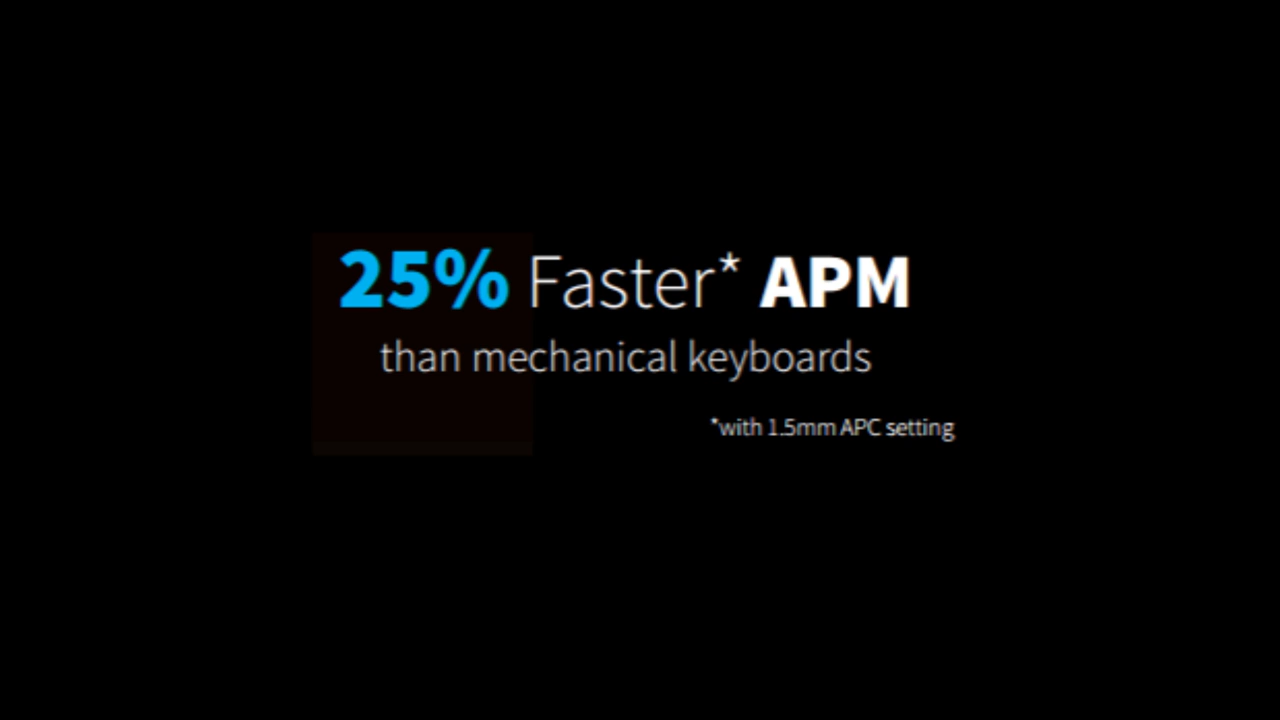 25% Faster* APM
than mechanical keyboards
*with 1.5mm APC setting